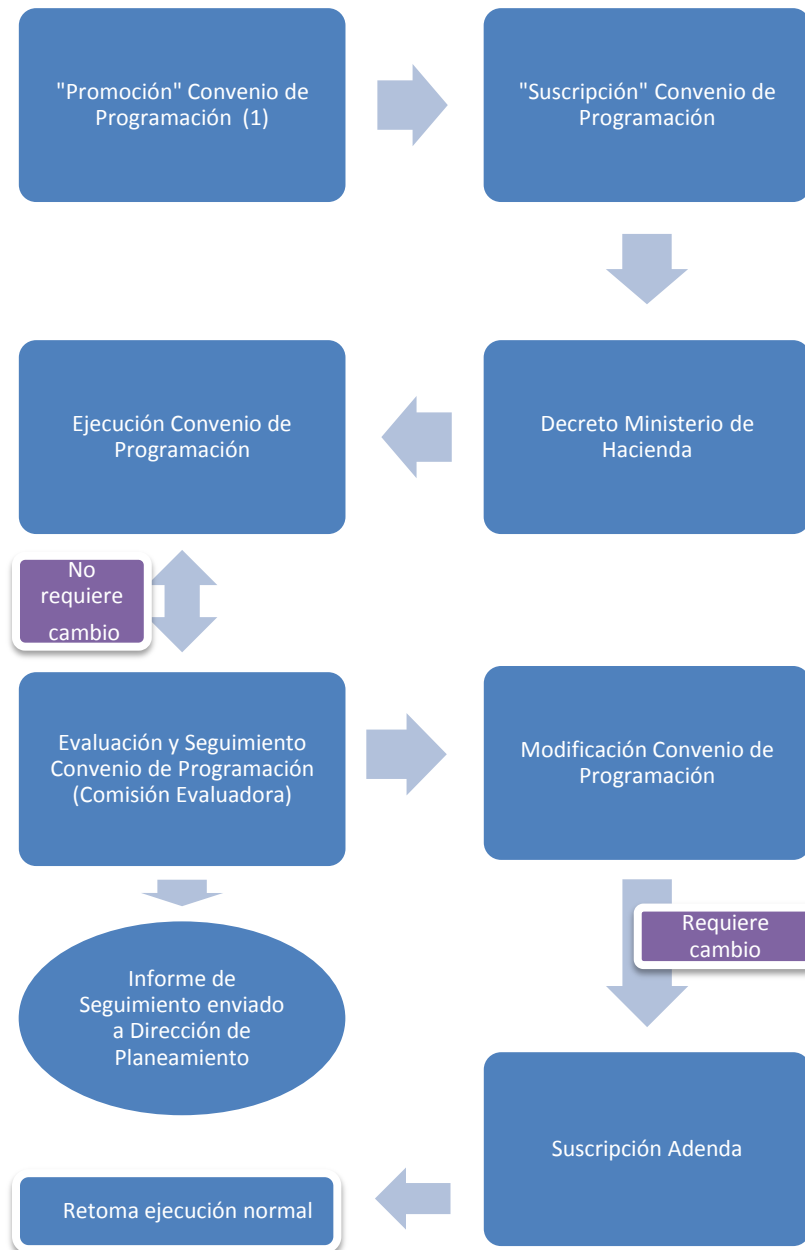 "Promoción" Convenio de
Programación (1)
"Suscripción" Convenio de
Programación
Decreto Ministerio de
Hacienda
Ejecución Convenio de
Programación
No
requiere
cambio
Evaluación y Seguimiento
Convenio de Programación
(Comisión Evaluadora)
Modificación Convenio de
Programación
Requiere
cambio
Informe de
Seguimiento enviado
a Dirección de
Planeamiento
Suscripción Adenda
Retoma ejecución normal